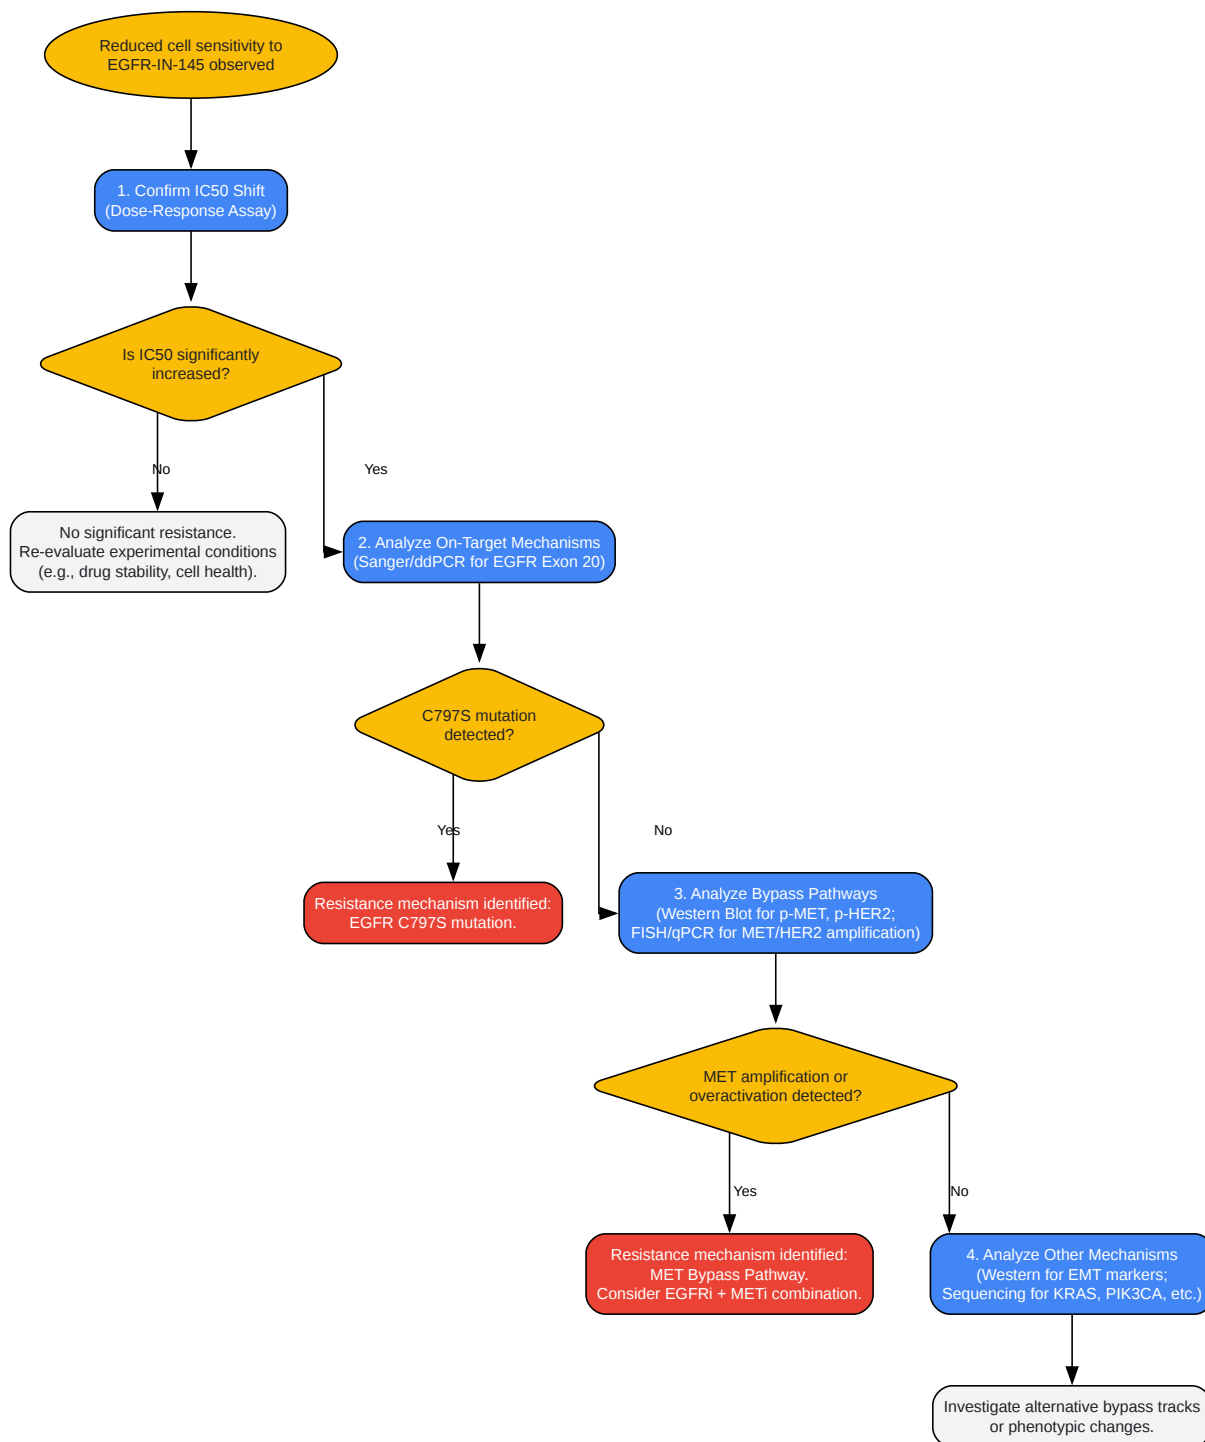 Reduced cell sensitivity to
EGFR-IN-145 observed
1. Confirm IC50 Shift
(Dose-Response Assay)
Is IC50 significantly
increased?
No
Yes
No significant resistance.
Re-evaluate experimental conditions
(e.g., drug stability, cell health).
2. Analyze On-Target Mechanisms
(Sanger/ddPCR for EGFR Exon 20)
C797S mutation
detected?
Yes
No
Resistance mechanism identified:
EGFR C797S mutation.
3. Analyze Bypass Pathways
(Western Blot for p-MET, p-HER2;
FISH/qPCR for MET/HER2 amplification)
MET amplification or
overactivation detected?
Yes
No
Resistance mechanism identified:
MET Bypass Pathway.
Consider EGFRi + METi combination.
4. Analyze Other Mechanisms
(Western for EMT markers;
Sequencing for KRAS, PIK3CA, etc.)
Investigate alternative bypass tracks
or phenotypic changes.